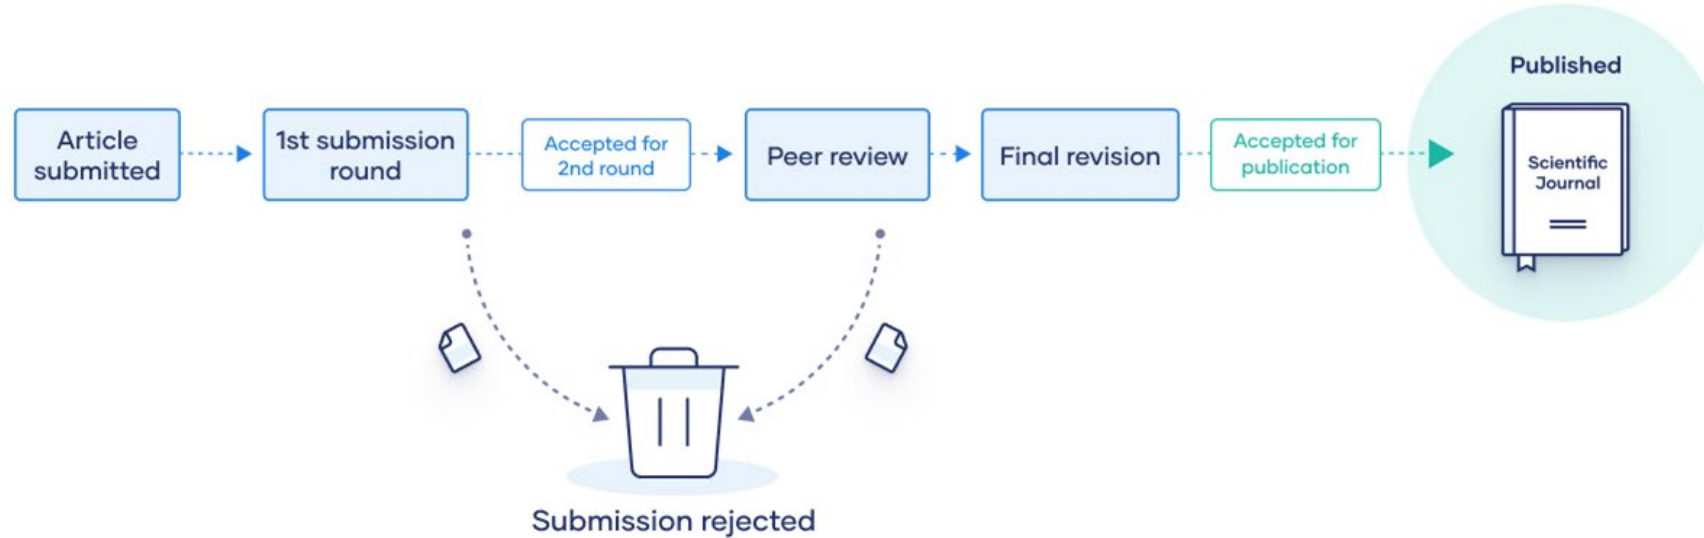 Article
submitted
1st submission
round
Accepted for
2nd round
Peer review
Final revision
Accepted for
publication
Published
Scientific
Journal
Submission rejected